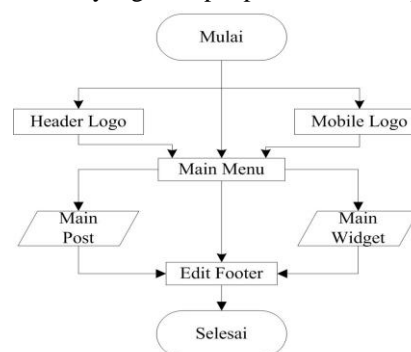 Mulai
Header Logo
Mobile Logo
Main Menu
Main
Post
Main
Widget
Edit Footer
Selesai